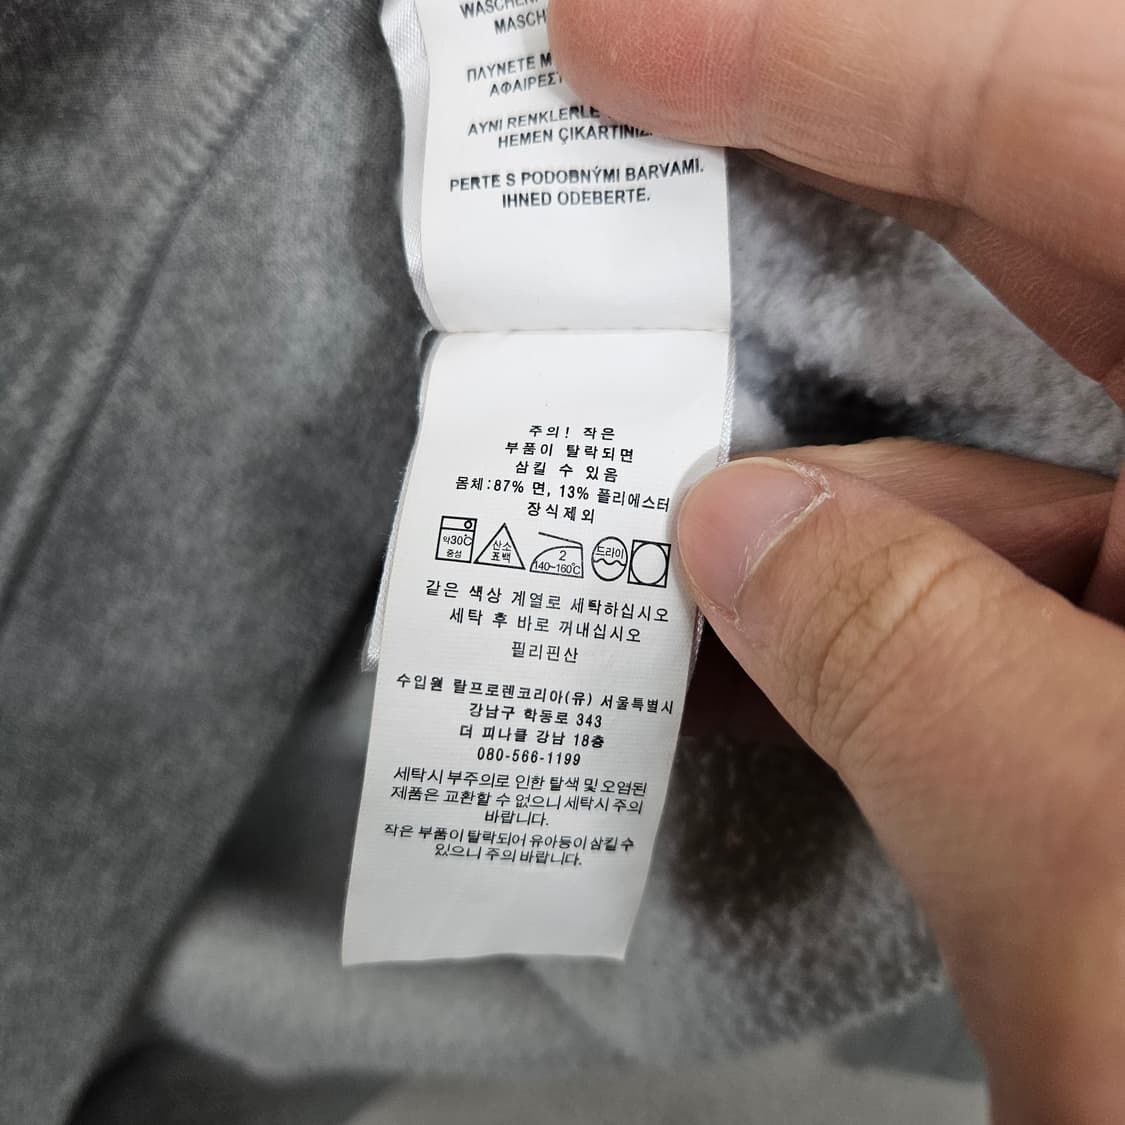 MASCH
ΠΛΥΝΕΤΕ Μ
ΑΦΑΙΡΕΣΤ
AYNI RENKLERLE
HEMEN ÇIKARTINIZ.
PERTE S PODOBNÝMI BARVAMI.
IHNED ODEBERTE.
주의! 작은
부품이 탈락되면
삼킬 수 있음
몸체:87% 면, 13% 폴리에스터
장식제외
약30℃
중성
산소
표백
2
140~160℃
드라이
같은 색상 계열로 세탁하십시오
세탁 후 바로 꺼내십시오
필리핀산
수입원 랄프로렌코리아(유) 서울특별시
강남구 학동로 343
더 피나클 강남 18층
080-566-1199
세탁시 부주의로 인한 탈색 및 오염된
제품은 교환할 수 없으니 세탁시 주의
바랍니다.
작은 부품이 탈락되어 유아등이 삼킬 수
있으니 주의 바랍니다.